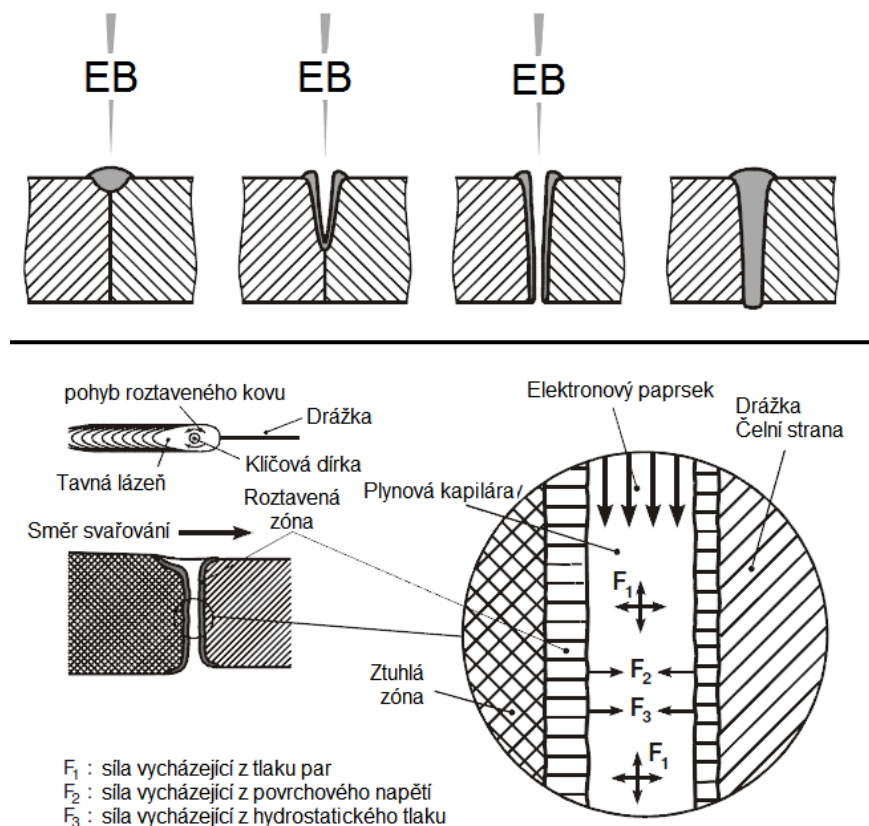 EB
EB
EB
pohyb roztaveného kovu
Drážka
Klíčová dírka
Tavná lázeň
Roztavená
zóna
Směr svařování
Elektronový paprsek
Drážka
Čelní strana
Plynová kapilára
F₁
F₂
F₃
F₁
Ztuhlá
zóna
F₁ : síla vycházející z tlaku par
F₂ : síla vycházející z povrchového napětí
F₃ : síla vycházející z hydrostatického tlaku